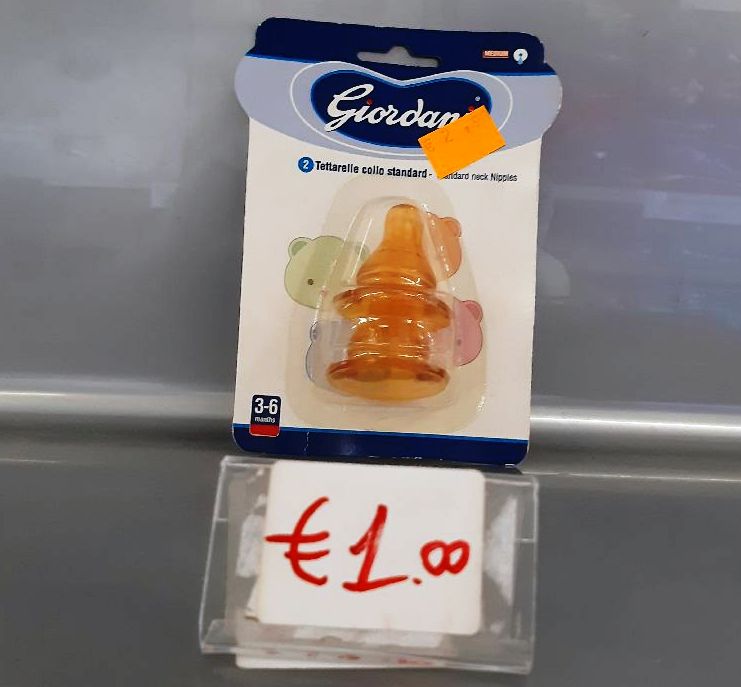 MEDIUM
Giordani
2 Tettarelle collo standard - Standard neck Nipples
3-6
months
€1.00